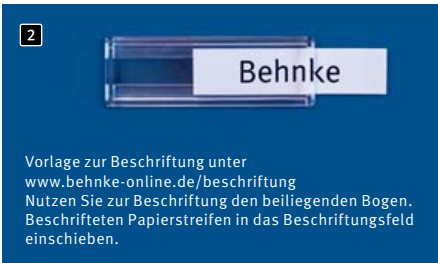 2
Behnke
Vorlage zur Beschriftung unter
www.behnke-online.de/beschriftung
Nutzen Sie zur Beschriftung den beiliegenden Bogen.
Beschrifteten Papierstreifen in das Beschriftungsfeld
einschieben.